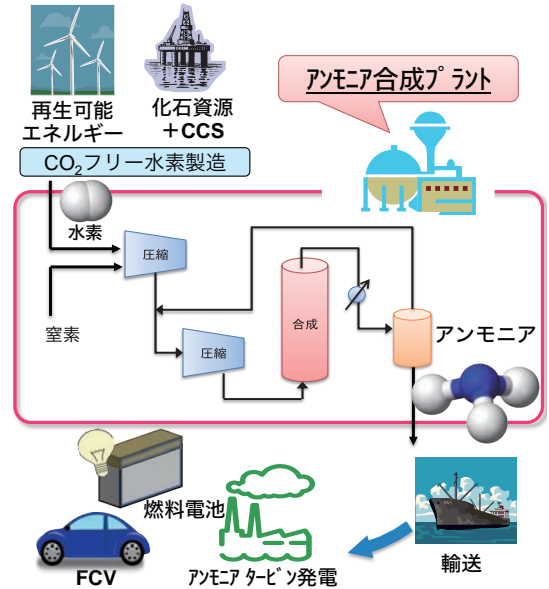 再生可能
エネルギー
化石資源
＋CCS
アンモニア合成プラント
CO₂フリー水素製造
水素
圧縮
窒素
圧縮
合成
アンモニア
燃料電池
FCV
アンモニアタービン発電
輸送